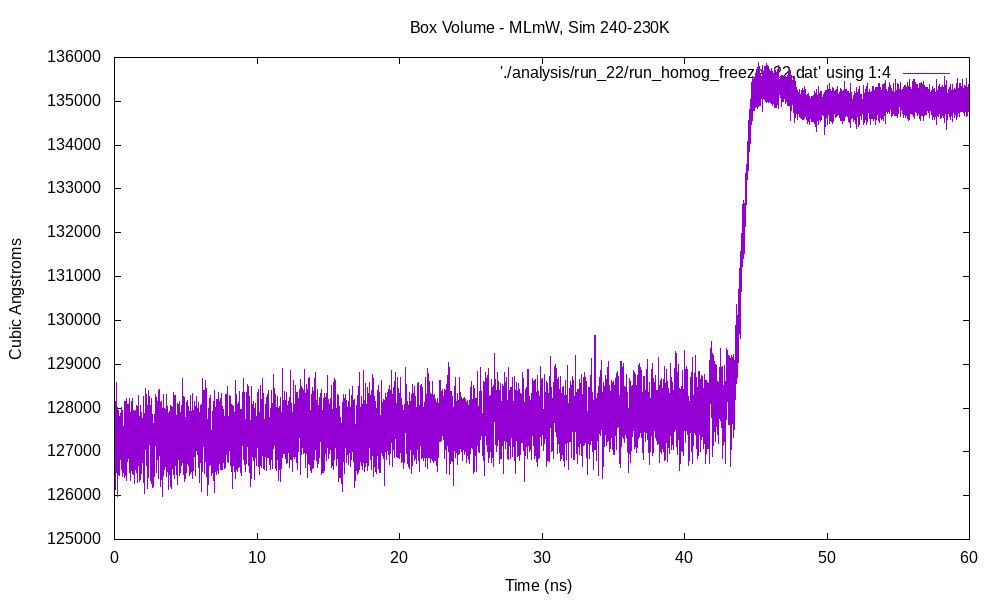 Box Volume - MLmW, Sim 240-230K
'./analysis/run_22/run_homog_freeze_22.dat' using 1:4
136000
135000
134000
133000
132000
131000
130000
129000
128000
127000
126000
125000
Cubic Angstroms
0 10 20 30 40 50 60
Time (ns)